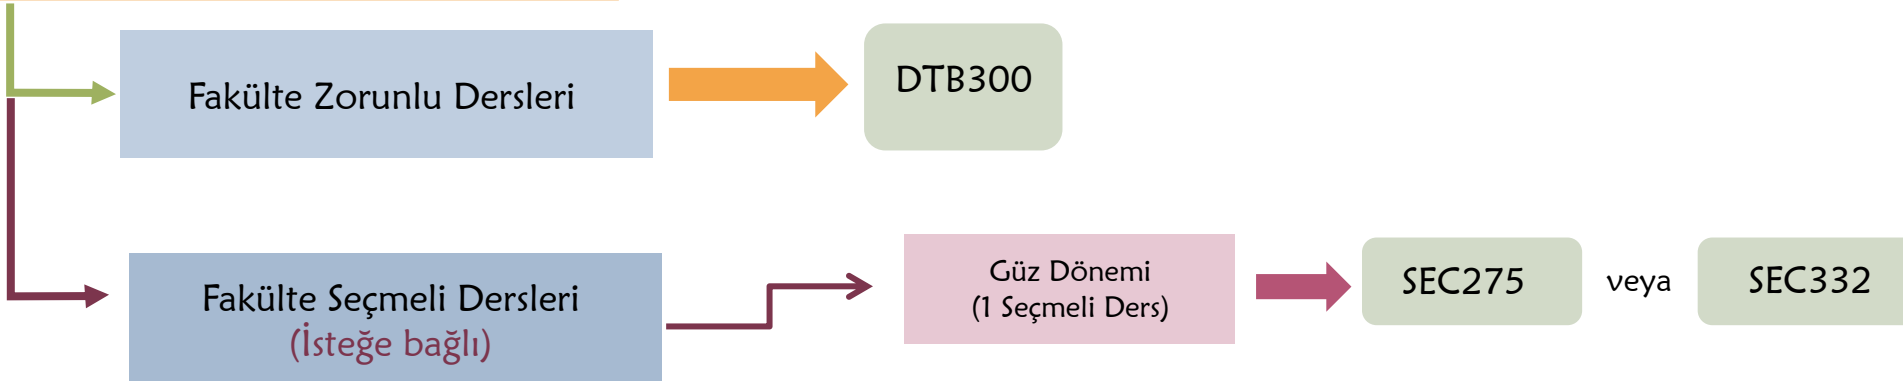 Fakülte Zorunlu Dersleri
DTB300
Fakülte Seçmeli Dersleri
(İsteğe bağlı)
Güz Dönemi
(1 Seçmeli Ders)
SEC275
veya
SEC332